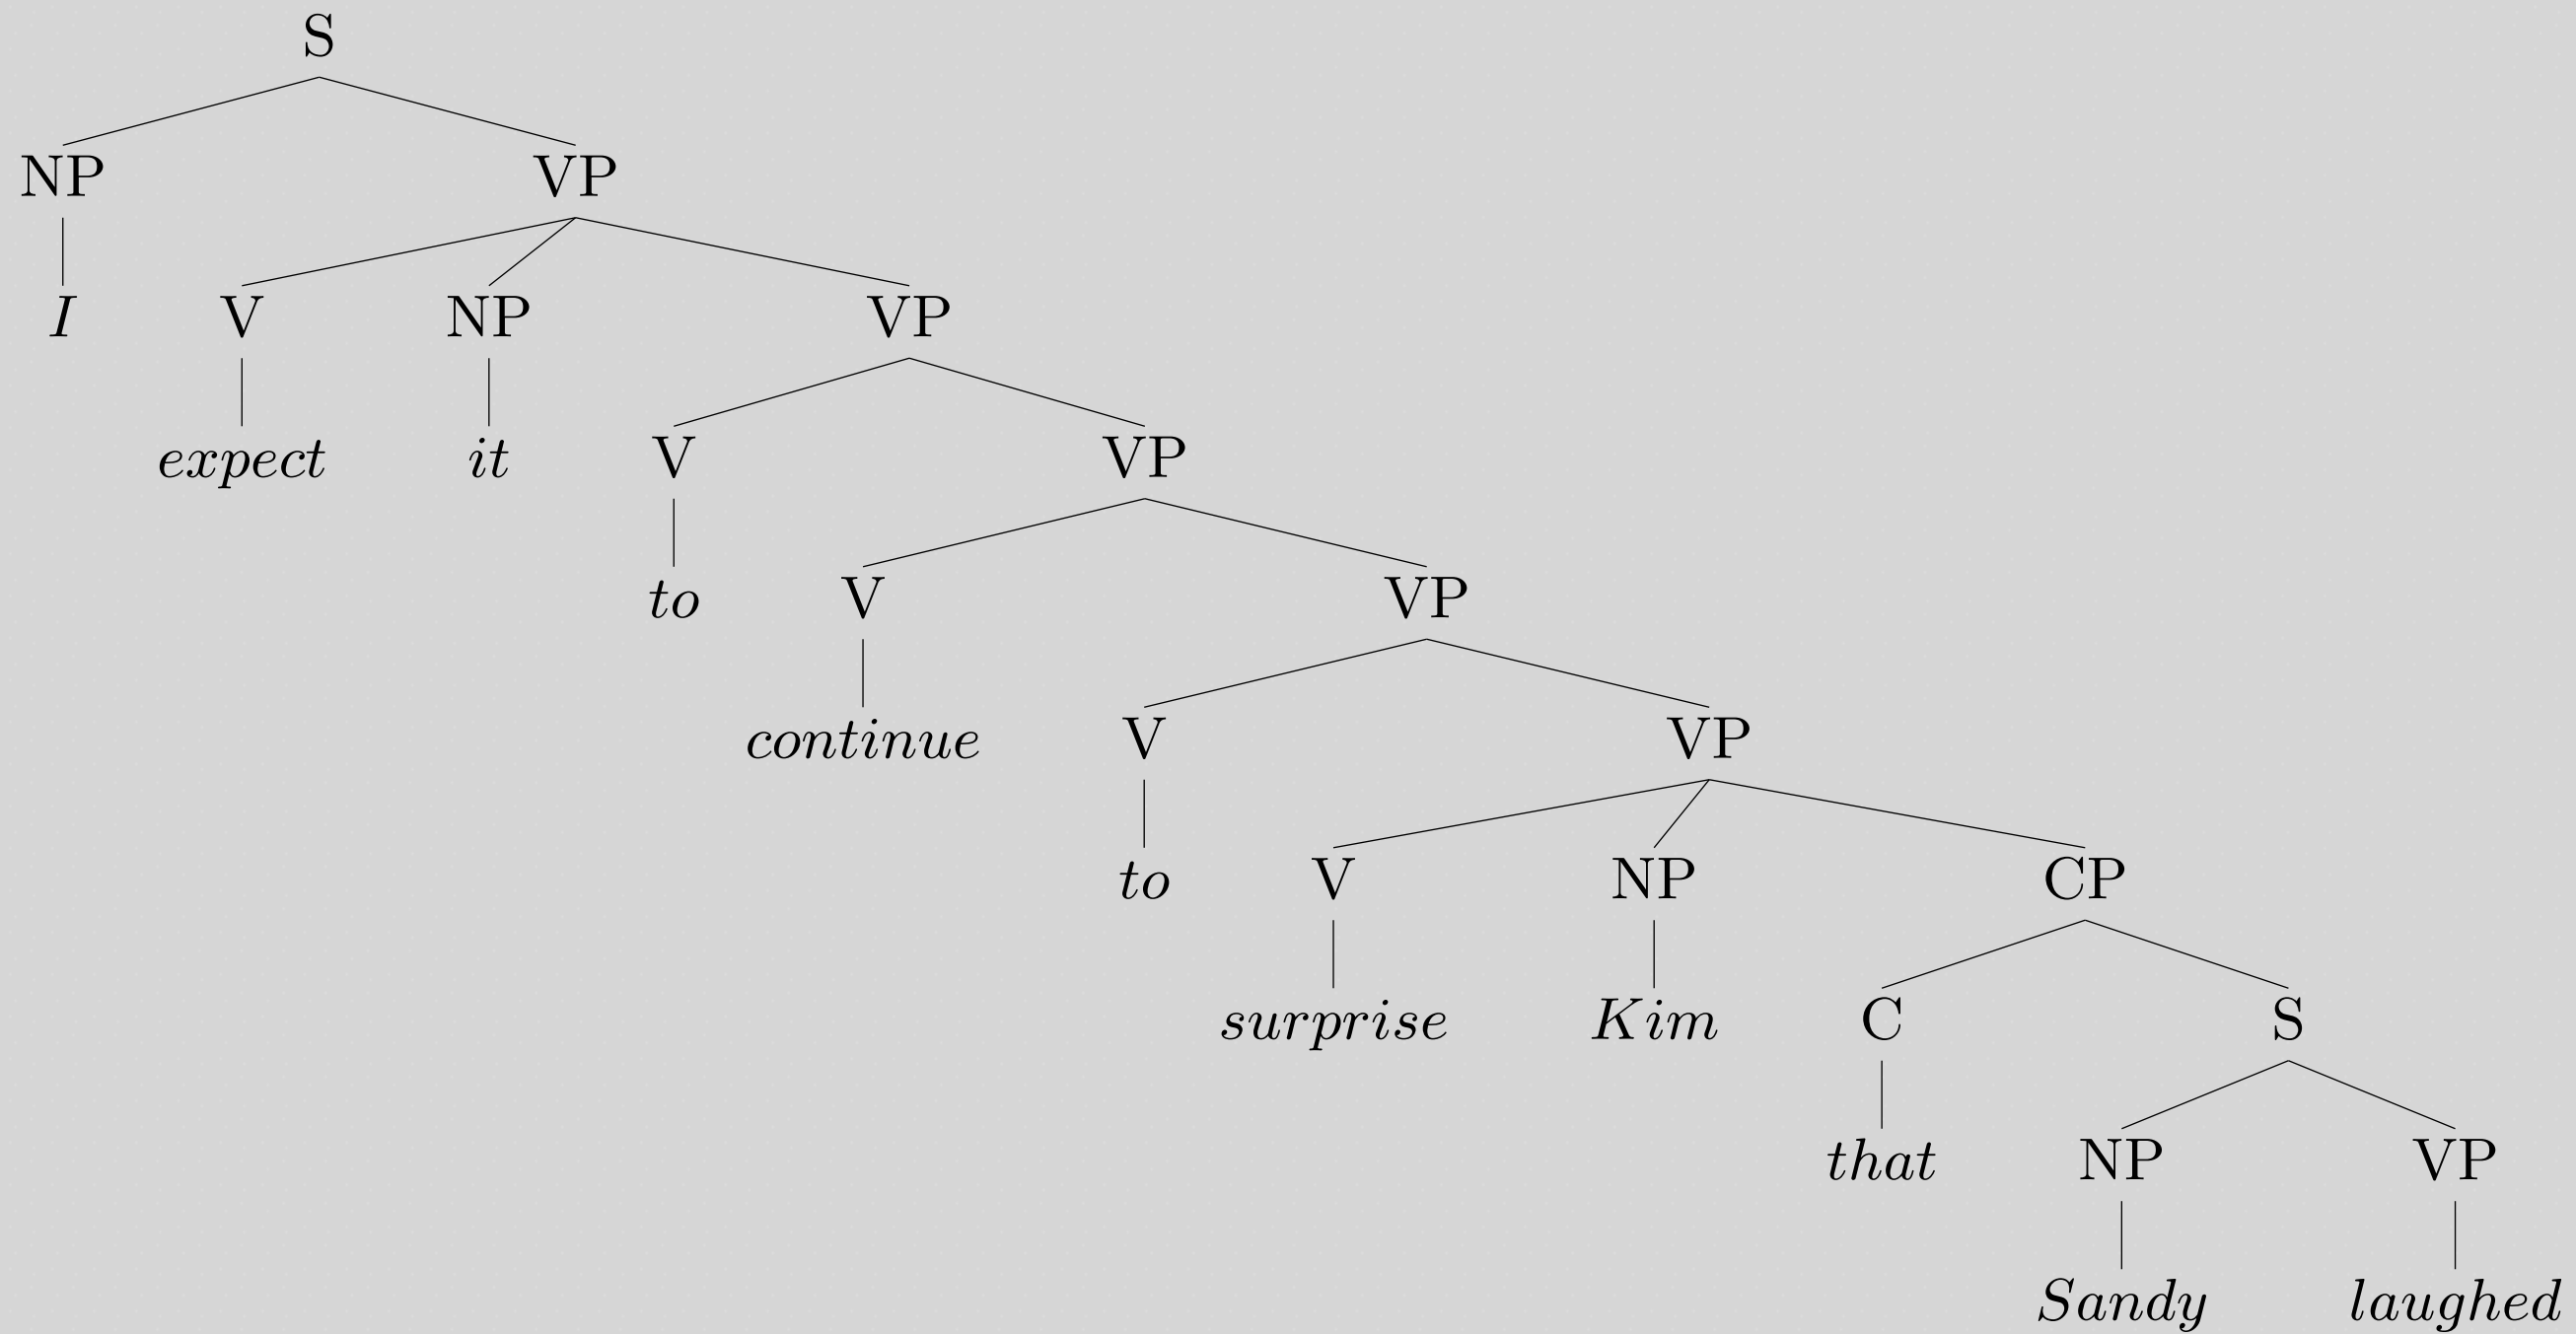 S
NP VP
I V NP VP
expect it V VP
to V VP
continue V VP
to V NP CP
surprise Kim C S
that NP VP
Sandy laughed